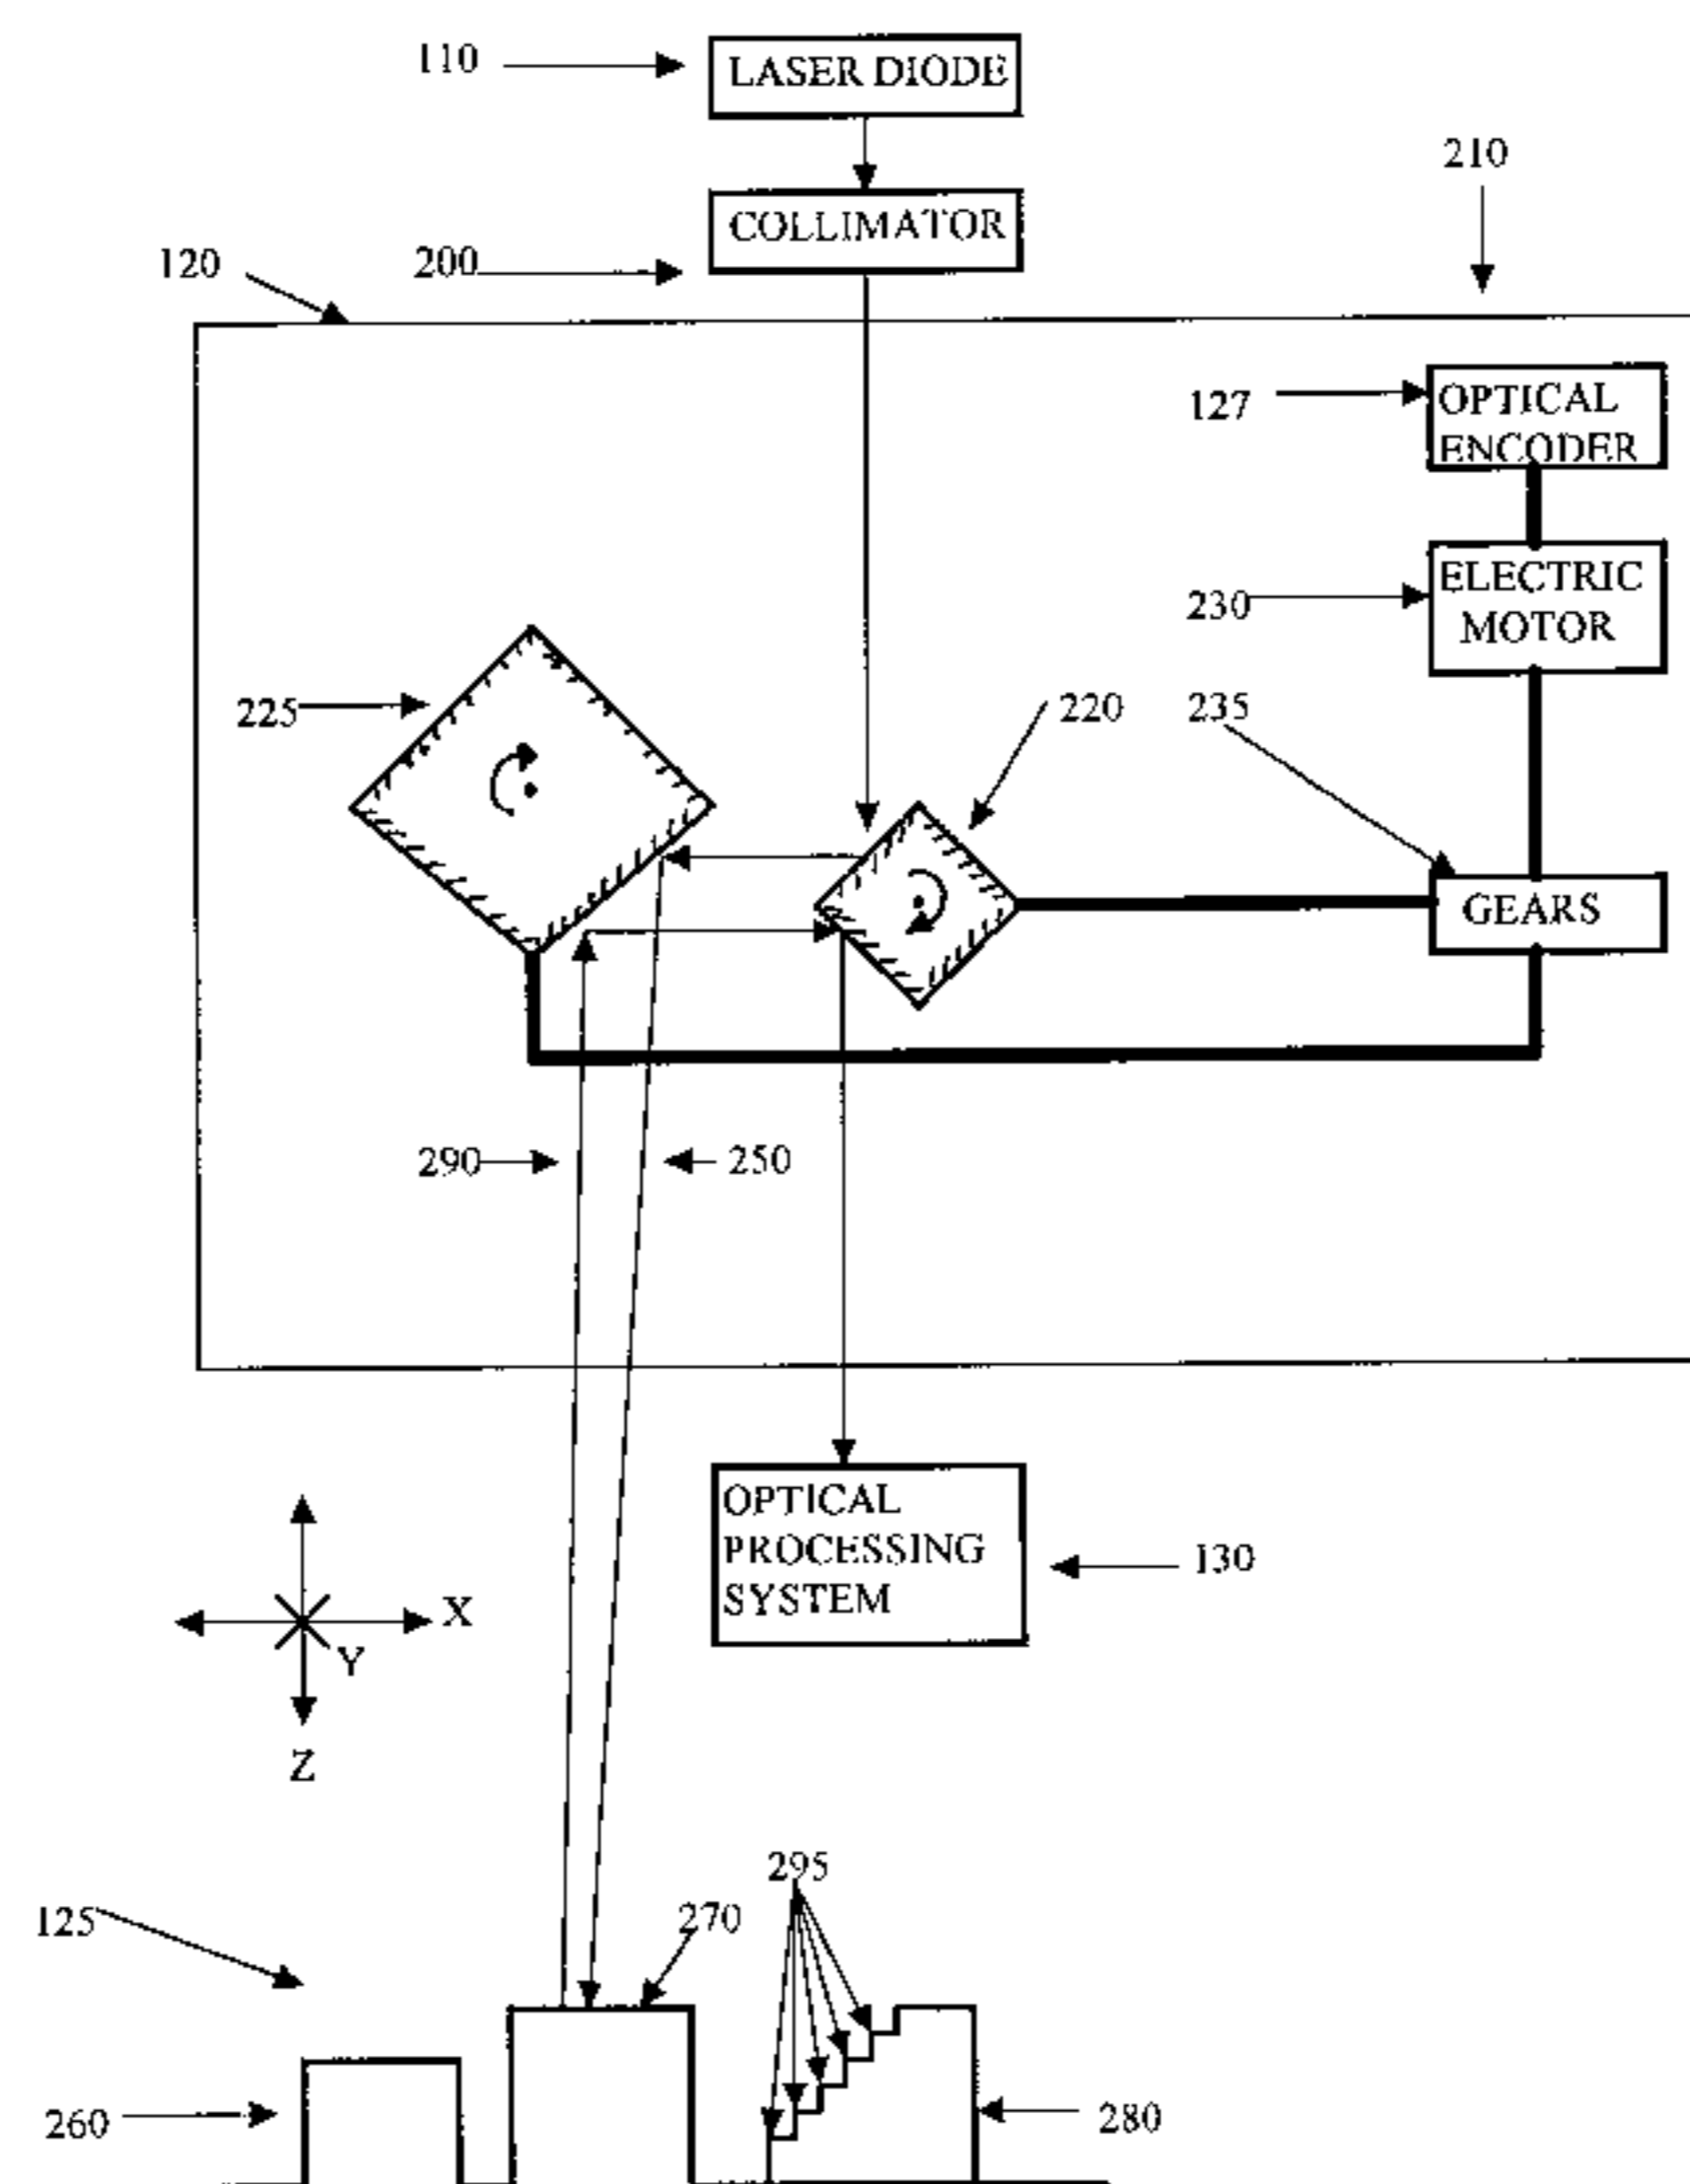 110
LASER DIODE
210
COLLIMATOR
120
200
127
OPTICAL
ENCODER
230
ELECTRIC
MOTOR
225
220
235
GEARS
290
250
OPTICAL
PROCESSING
SYSTEM
130
X
Y
Z
295
125
270
260
280